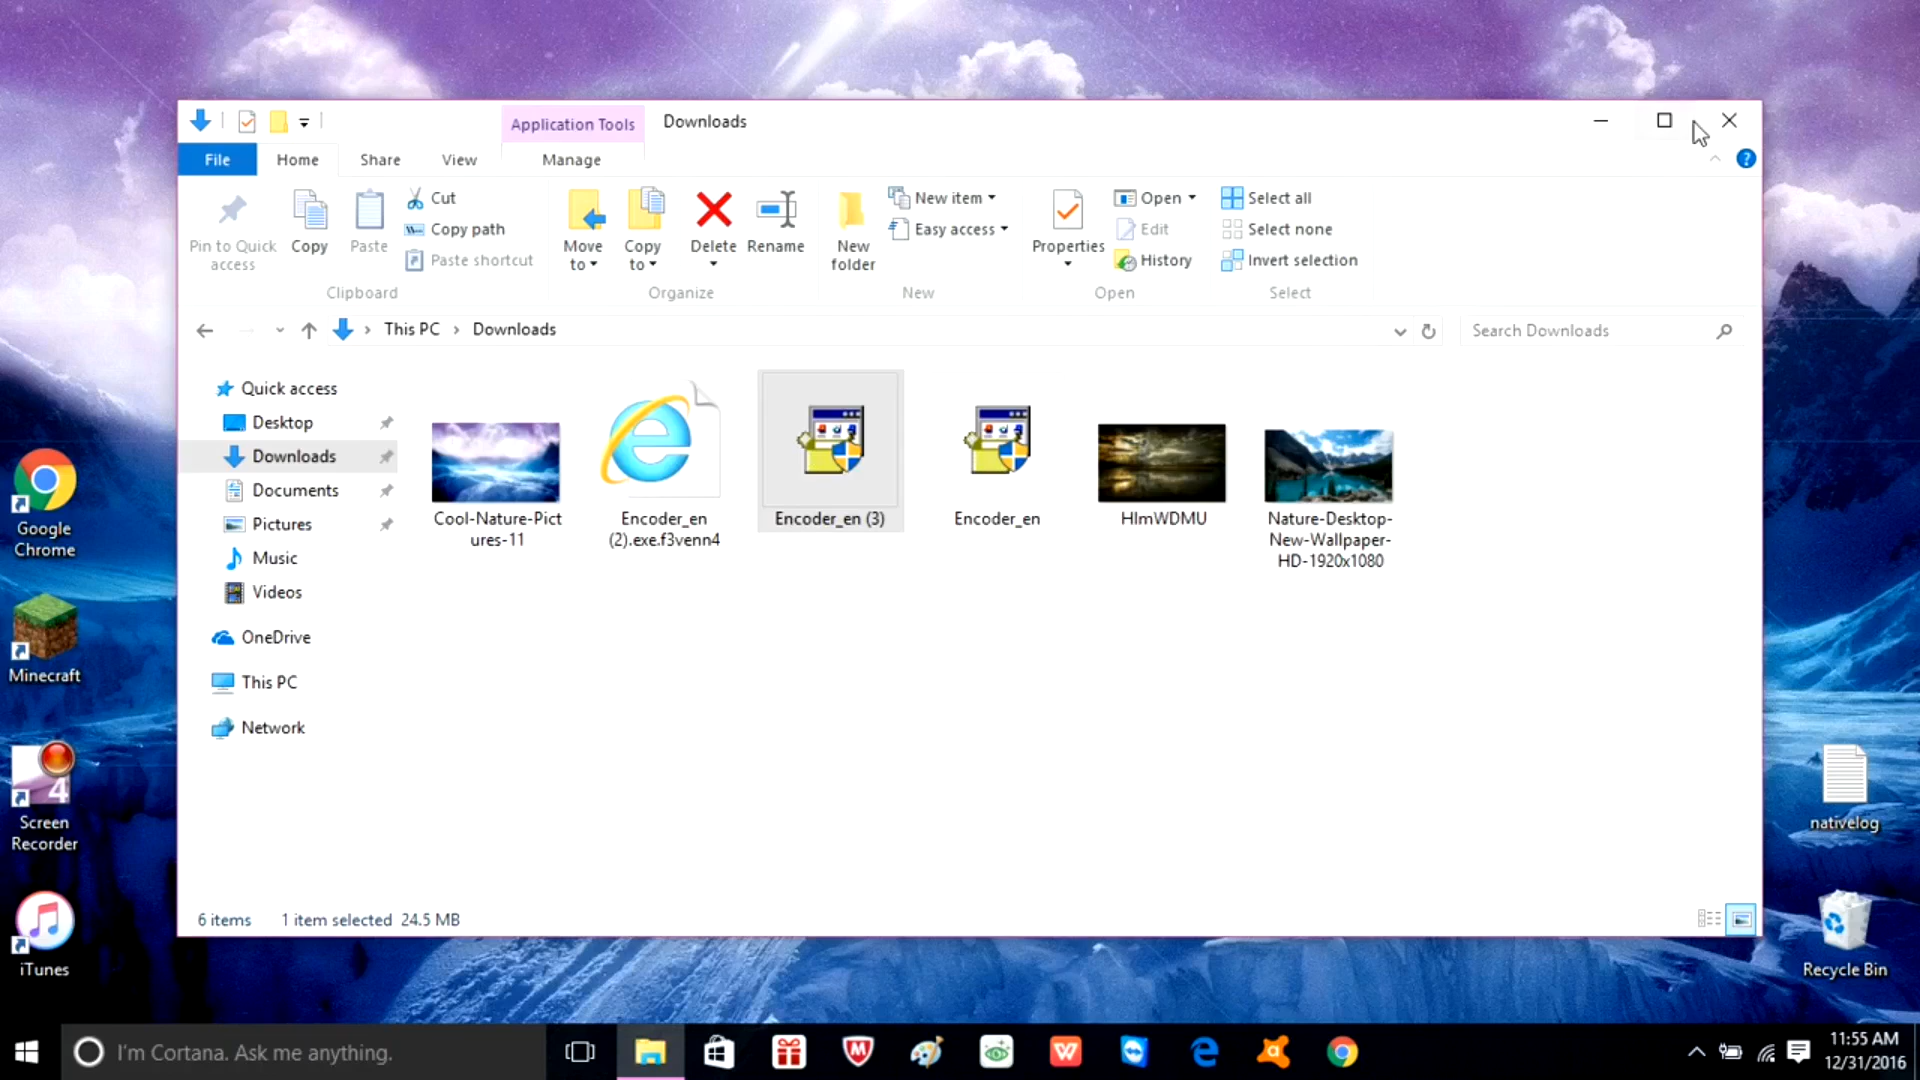 Application Tools
Downloads
File
Home
Share
View
Manage
Pin to Quick
access
Copy
Paste
Cut
Copy path
Paste shortcut
Clipboard
Move
to
Copy
to
Delete
Rename
Organize
New
folder
New item
Easy access
New
Properties
Open
Edit
History
Open
Select all
Select none
Invert selection
Select
This PC
Downloads
Search Downloads
Quick access
Desktop
Downloads
Documents
Pictures
Music
Videos
OneDrive
This PC
Network
Cool-Nature-Pict
ures-11
Encoder_en
(2).exe.f3venn4
Encoder_en (3)
Encoder_en
HImWDMU
Nature-Desktop-
New-Wallpaper-
HD-1920x1080
6 items
1 item selected 24.5 MB
Google
Chrome
Minecraft
4
Screen
Recorder
iTunes
nativelog
Recycle Bin
I'm Cortana. Ask me anything.
11:55 AM
12/31/2016